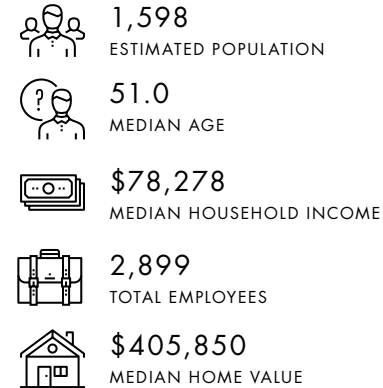 1,598
ESTIMATED POPULATION
?
51.0
MEDIAN AGE
$78,278
MEDIAN HOUSEHOLD INCOME
2,899
TOTAL EMPLOYEES
$405,850
MEDIAN HOME VALUE